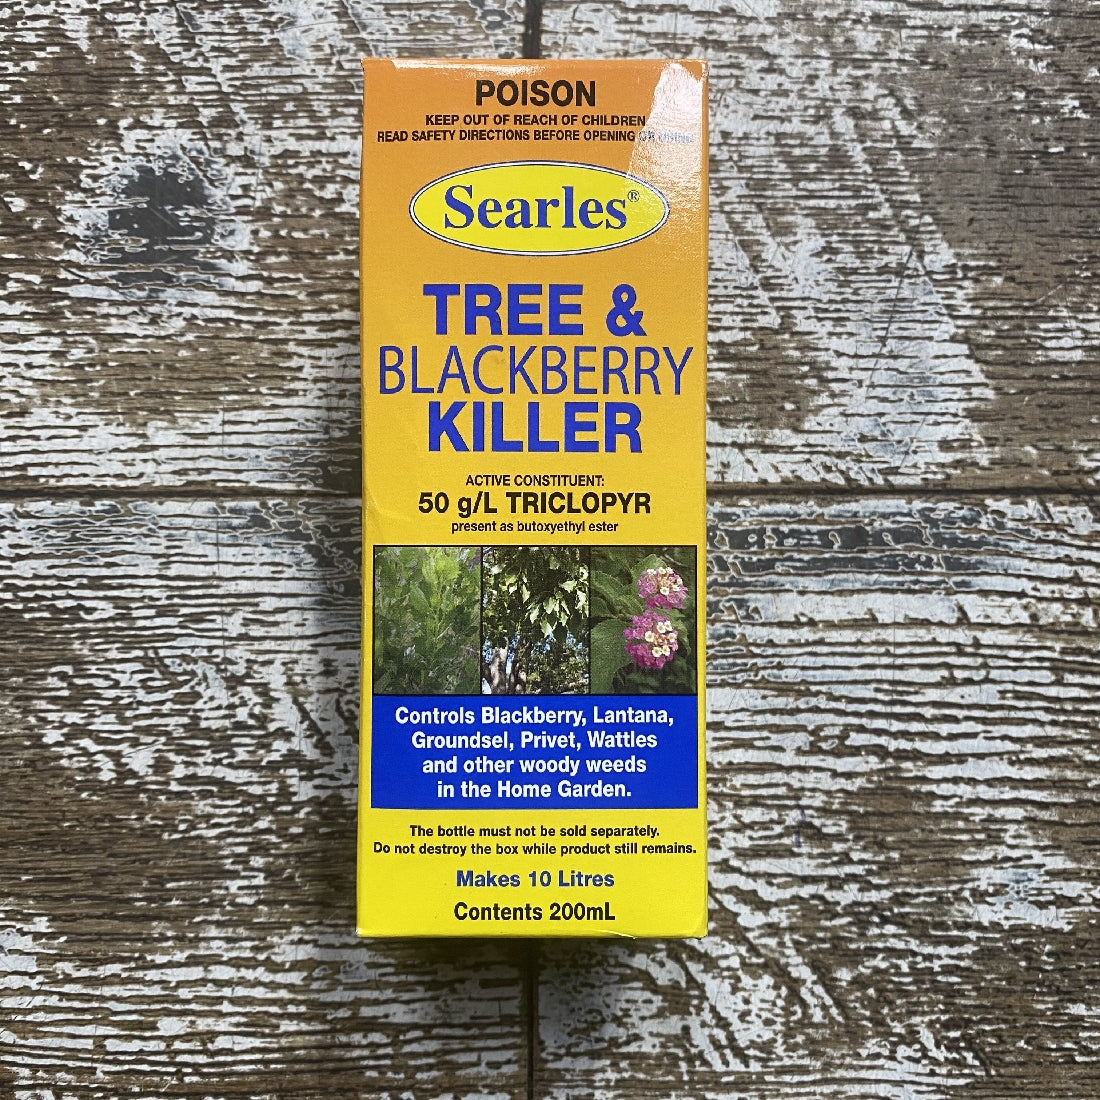 POISON
KEEP OUT OF REACH OF CHILDREN
READ SAFETY DIRECTIONS BEFORE OPENING OR USING
Searles®
TREE &
BLACKBERRY
KILLER
ACTIVE CONSTITUENT:
50 g/L TRICLOPYR
present as butoxyethyl ester
Controls Blackberry, Lantana,
Groundsel, Privet, Wattles
and other woody weeds
in the Home Garden.
The bottle must not be sold separately.
Do not destroy the box while product still remains.
Makes 10 Litres
Contents 200mL